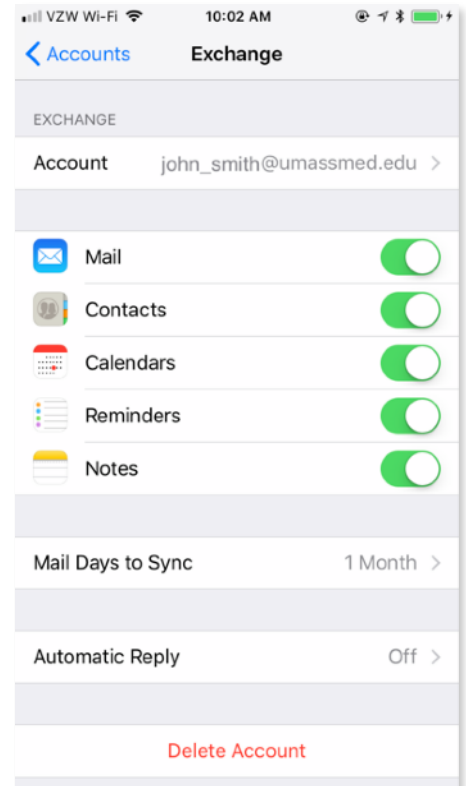 VZW Wi-Fi 10:02 AM
Accounts Exchange
EXCHANGE
Account john_smith@umassmed.edu
Mail
Contacts
Calendars
Reminders
Notes
Mail Days to Sync 1 Month
Automatic Reply Off
Delete Account